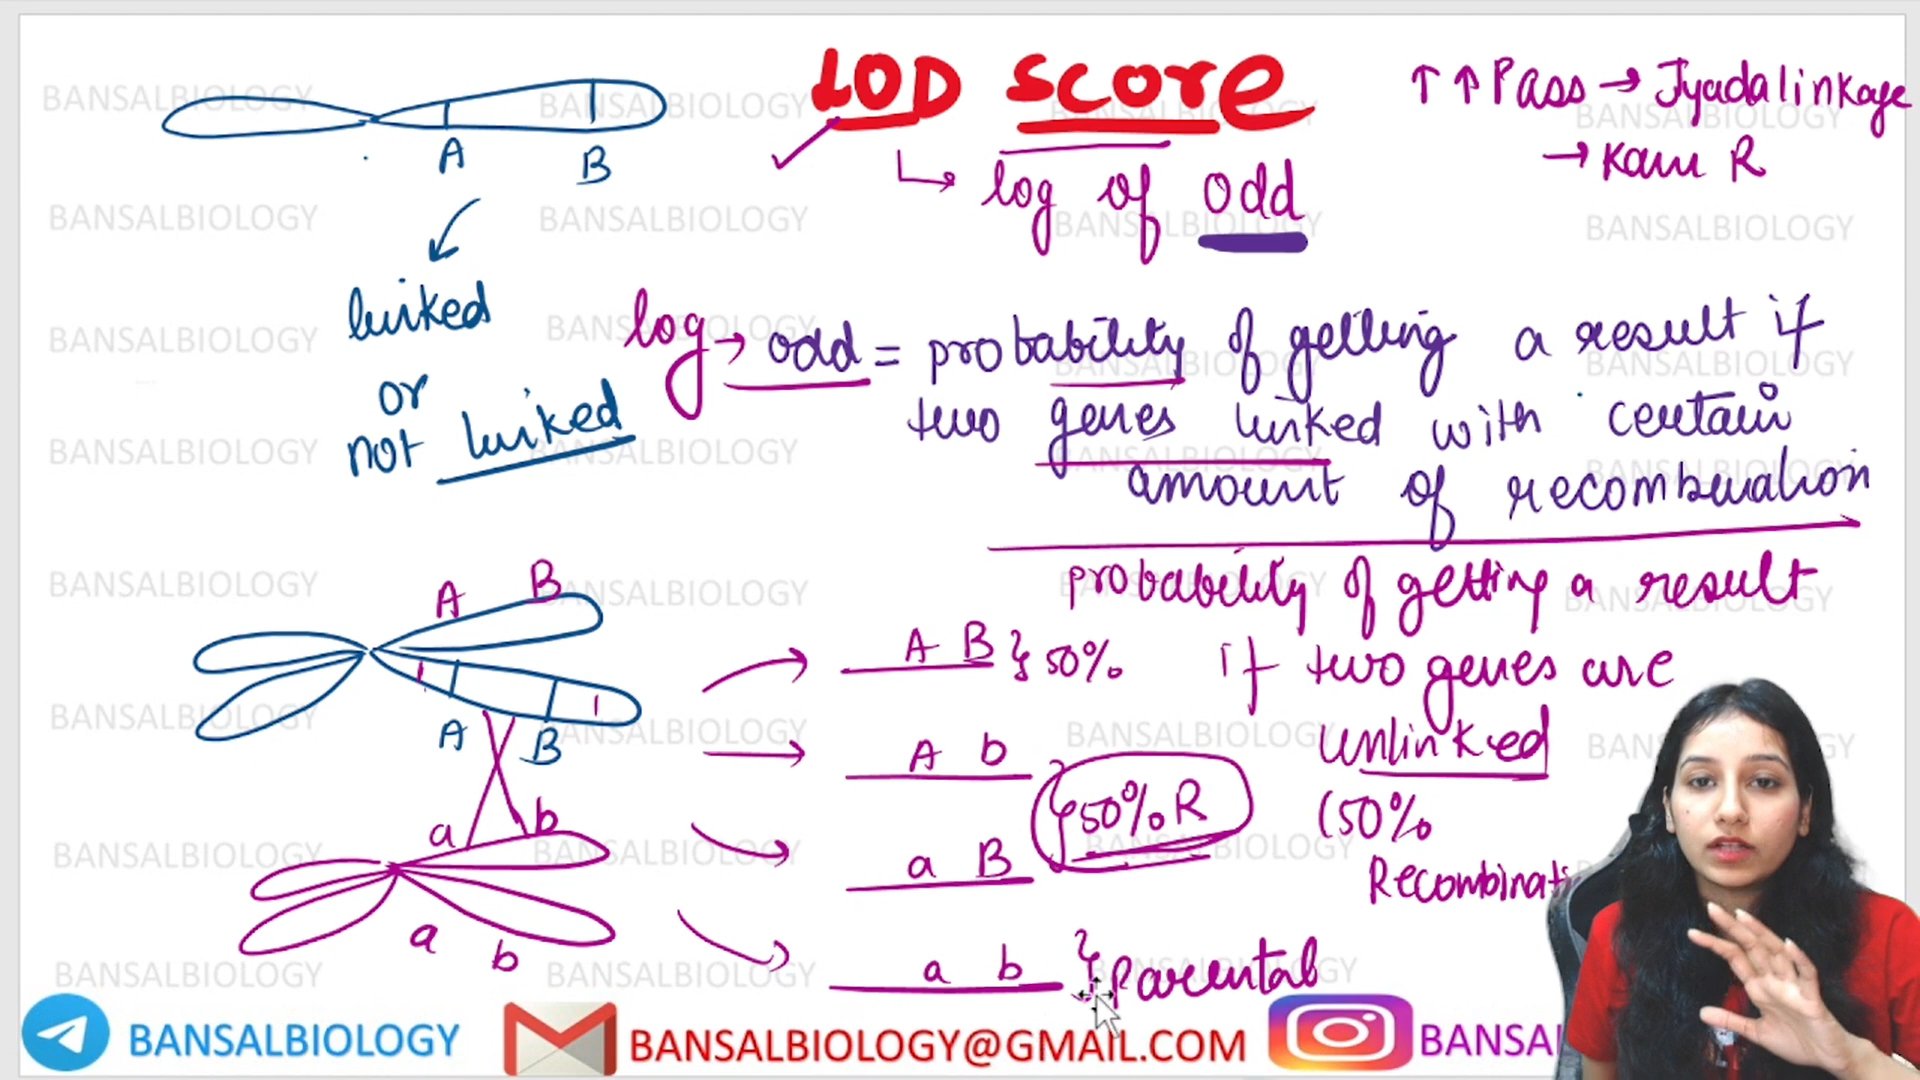 LOD score
↑ ↑ Pass → Jyada linkage
→ Kam R
A B
↳ log of odd
linked
or
not linked
log → odd = probability of getting a result if
two genes linked with certain
amount of recombination
probability of getting a result
if two genes are
unlinked
(50%
Recombinati
A B
A B
a b
a b
A B } 50%
A b
} 50% R
a B
a b } Parental
BANSALBIOLOGY
BANSALBIOLOGY@GMAIL.COM
BANSA